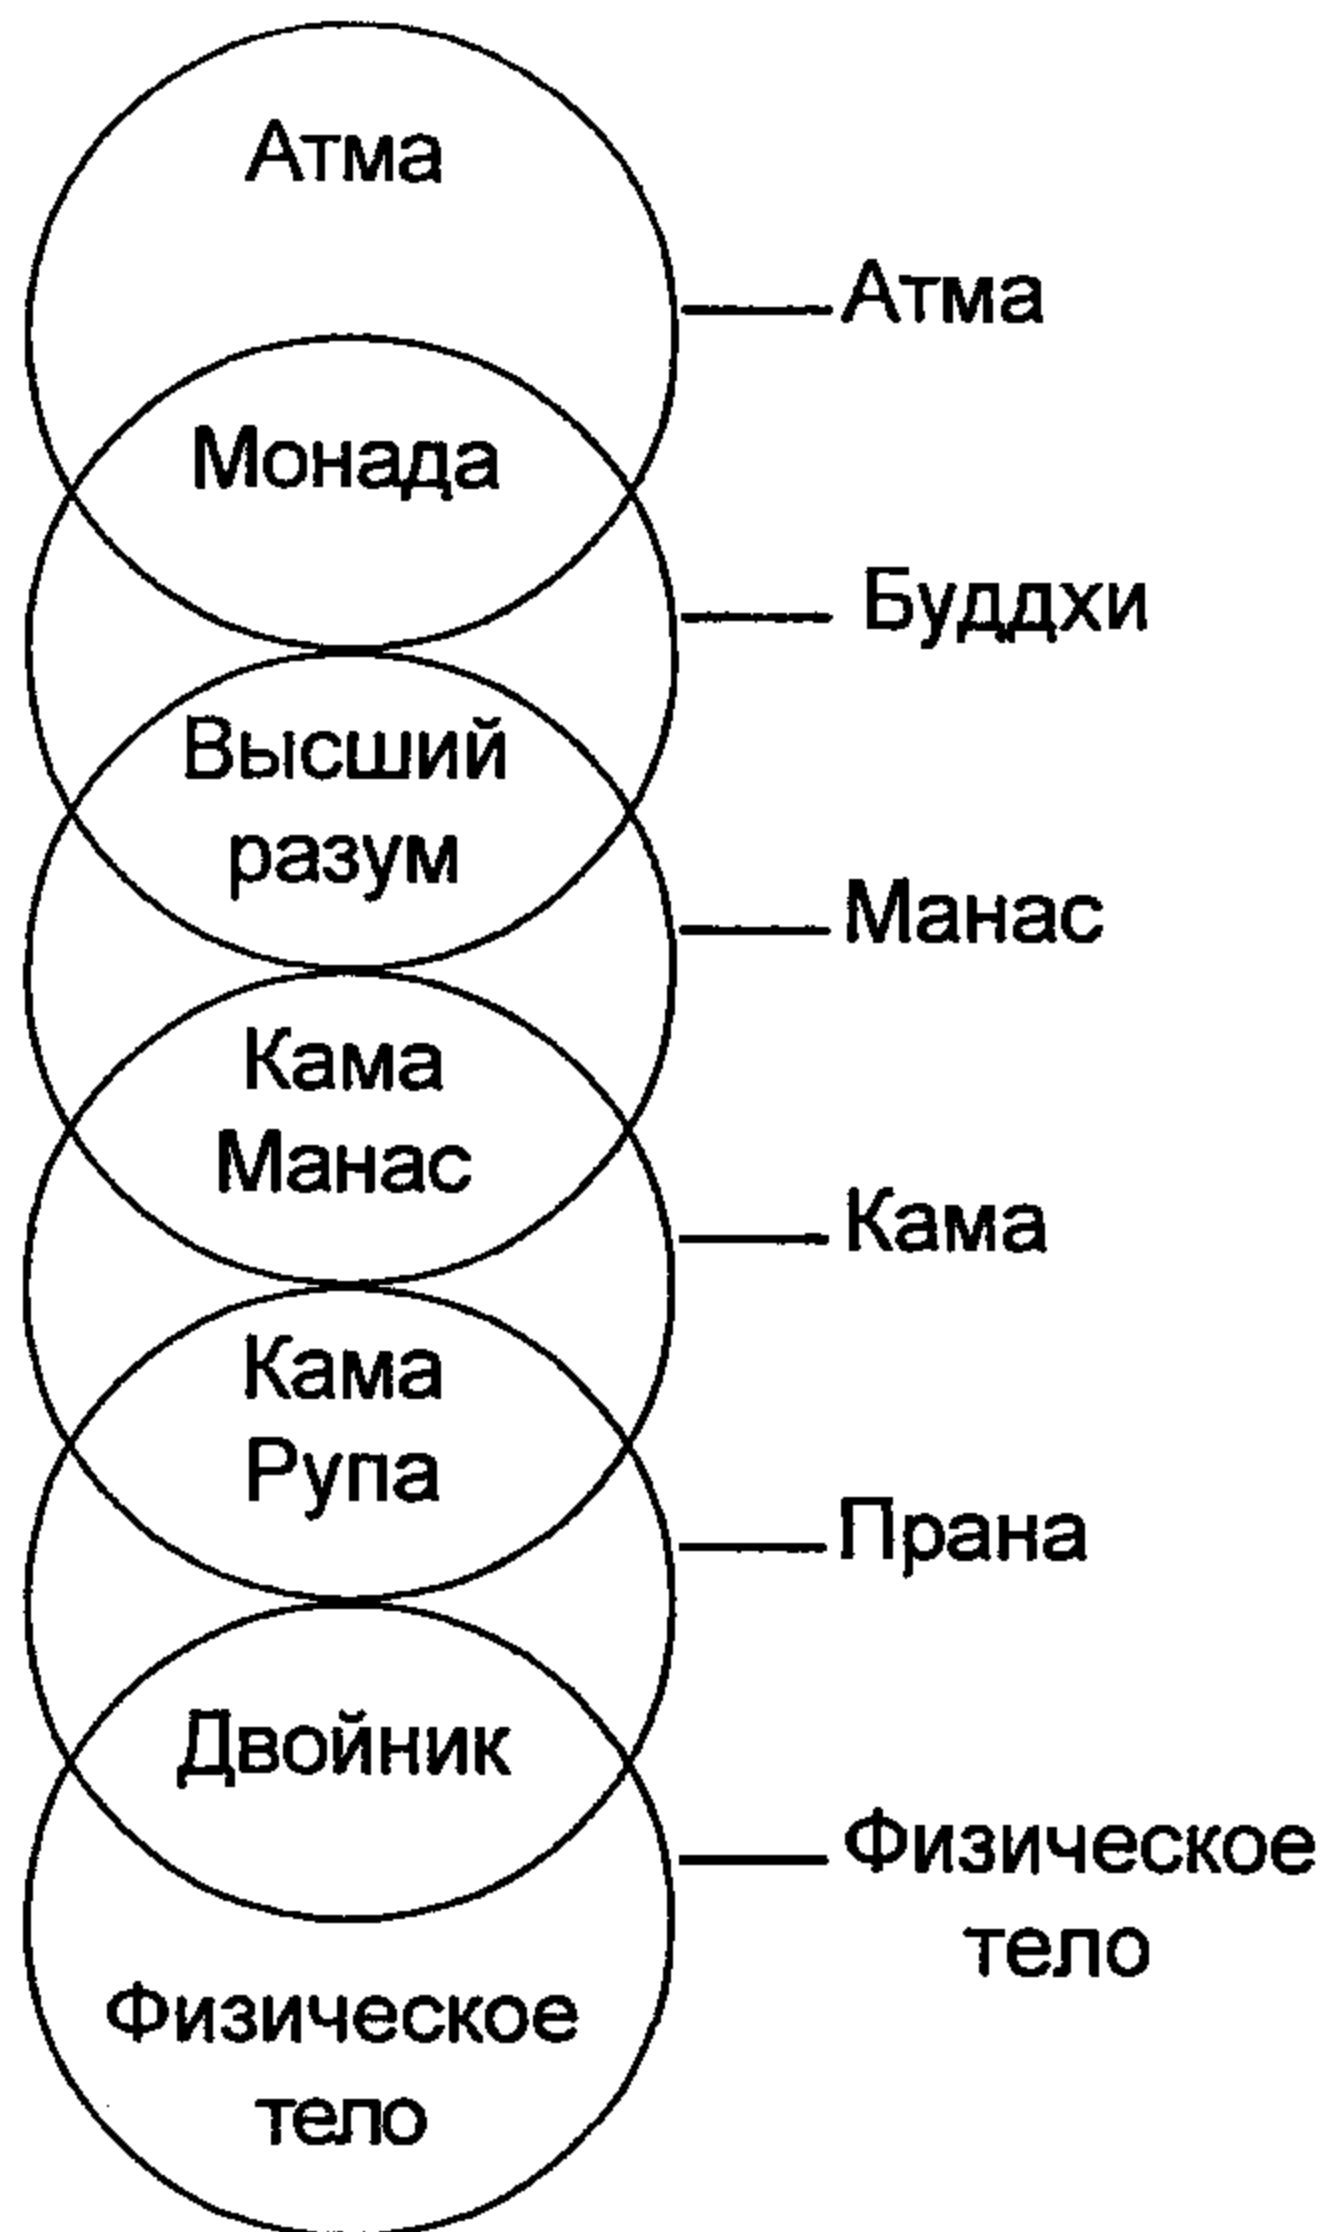 Атма
Атма
Монада
Буддхи
Высший
разум
Манас
Кама
Манас
Кама
Кама
Рупа
Прана
Двойник
Физическое
тело
Физическое
тело